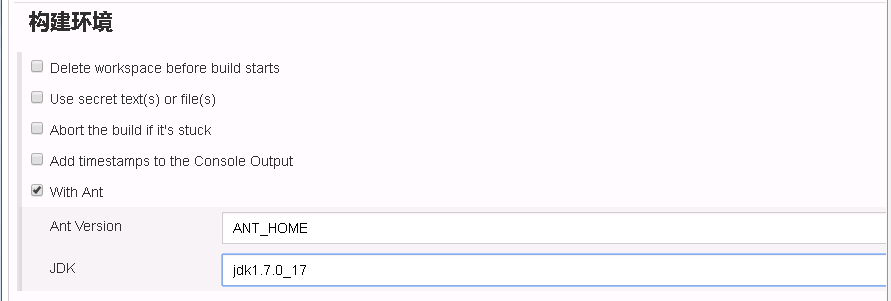 构建环境
Delete workspace before build starts
Use secret text(s) or file(s)
Abort the build if it's stuck
Add timestamps to the Console Output
With Ant
Ant Version
ANT_HOME
JDK
jdk1.7.0_17